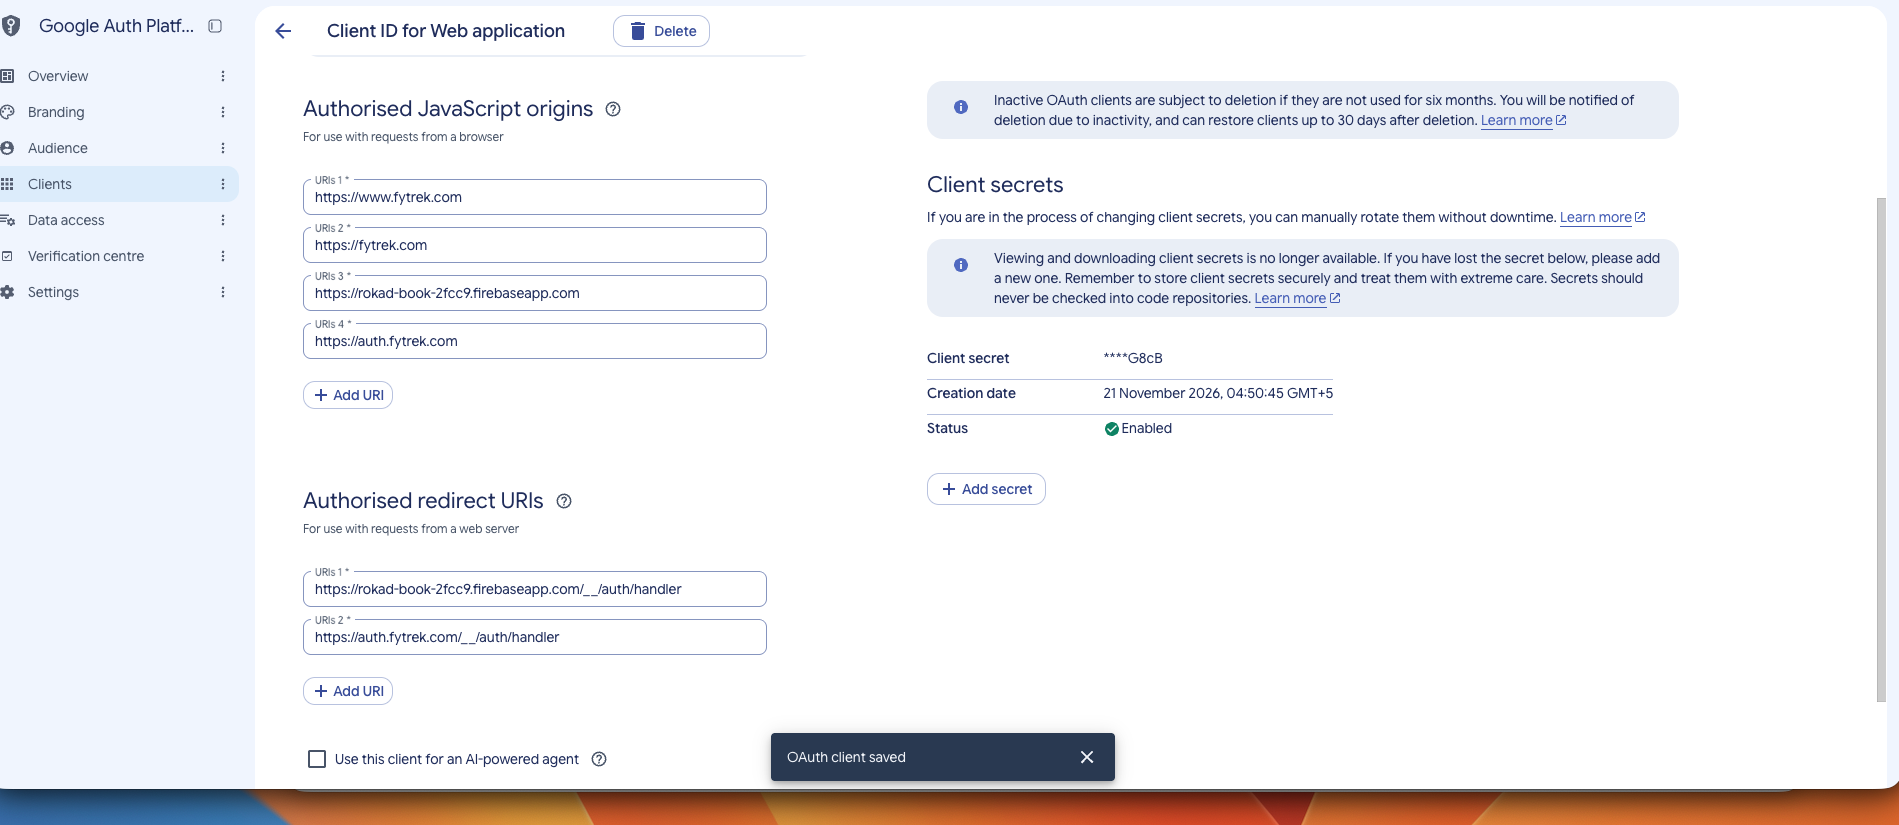 Google Auth Platf...
Overview
Branding
Audience
Clients
Data access
Verification centre
Settings
Client ID for Web application
Delete
Authorised JavaScript origins
For use with requests from a browser
URIs 1 *
https://www.fytrek.com
URIs 2 *
https://fytrek.com
URIs 3 *
https://rokad-book-2fcc9.firebaseapp.com
URIs 4 *
https://auth.fytrek.com
+ Add URI
Authorised redirect URIs
For use with requests from a web server
URIs 1 *
https://rokad-book-2fcc9.firebaseapp.com/__/auth/handler
URIs 2 *
https://auth.fytrek.com/__/auth/handler
+ Add URI
Use this client for an AI-powered agent
Inactive OAuth clients are subject to deletion if they are not used for six months. You will be notified of
deletion due to inactivity, and can restore clients up to 30 days after deletion. Learn more
Client secrets
If you are in the process of changing client secrets, you can manually rotate them without downtime. Learn more
Viewing and downloading client secrets is no longer available. If you have lost the secret below, please add
a new one. Remember to store client secrets securely and treat them with extreme care. Secrets should
never be checked into code repositories. Learn more
Client secret ****G8cB
Creation date 21 November 2026, 04:50:45 GMT+5
Status Enabled
+ Add secret
OAuth client saved